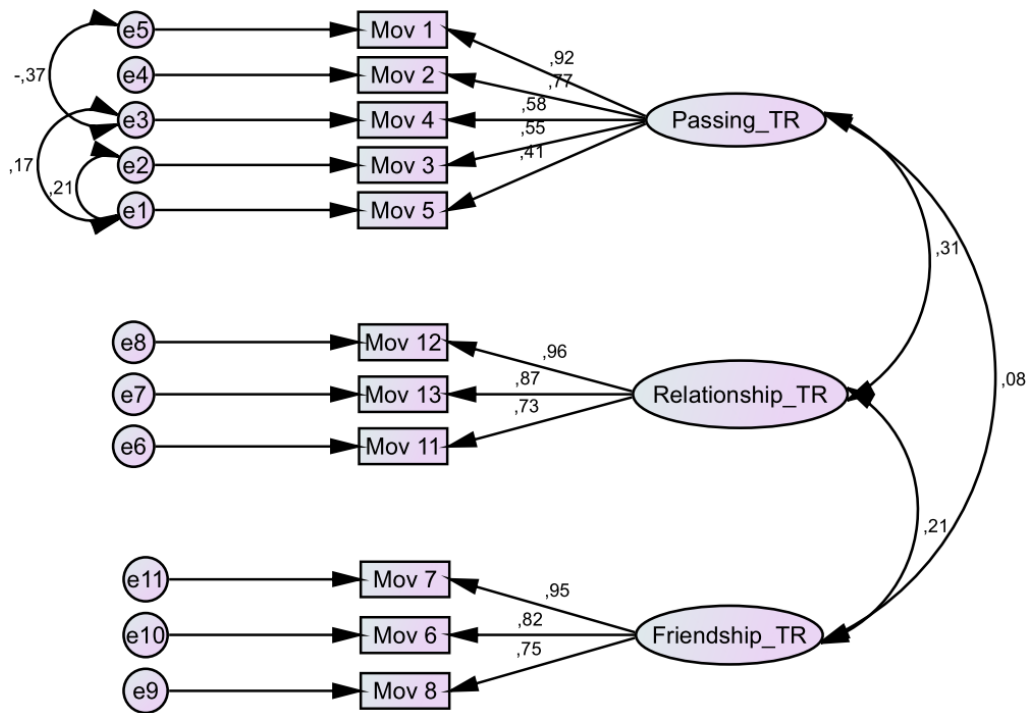 e5 Mov 1
,92
-,37 e4 Mov 2 ,77
,58
e3 Mov 4 Passing_TR
,55
,17 e2 Mov 3 ,41
,21
e1 Mov 5
,31
e8 Mov 12
,96
,87
e7 Mov 13 Relationship_TR ,08
,73
e6 Mov 11
,21
e11 Mov 7
,95
,82
e10 Mov 6 Friendship_TR
,75
e9 Mov 8